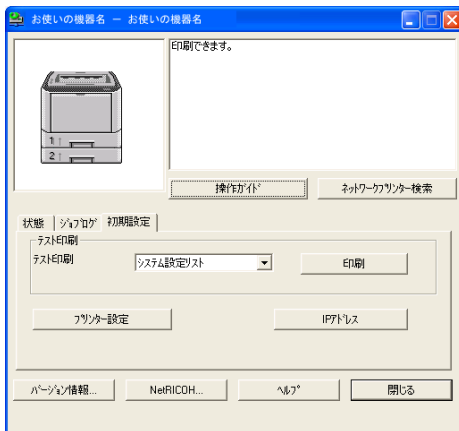 お使いの機器名 － お使いの機器名
印刷できます。
1
2
操作ｶﾞｲﾄﾞ
ﾈｯﾄﾜｰｸﾌﾟﾘﾝﾀｰ検索
状態
ｼﾞｮﾌﾞﾛｸﾞ
初期設定
ﾃｽﾄ印刷
ﾃｽﾄ印刷
ｼｽﾃﾑ設定ﾘｽﾄ
印刷
ﾌﾟﾘﾝﾀｰ設定
IPｱﾄﾞﾚｽ
ﾊﾞｰｼﾞｮﾝ情報...
NetRICOH...
ﾍﾙﾌﾟ
閉じる